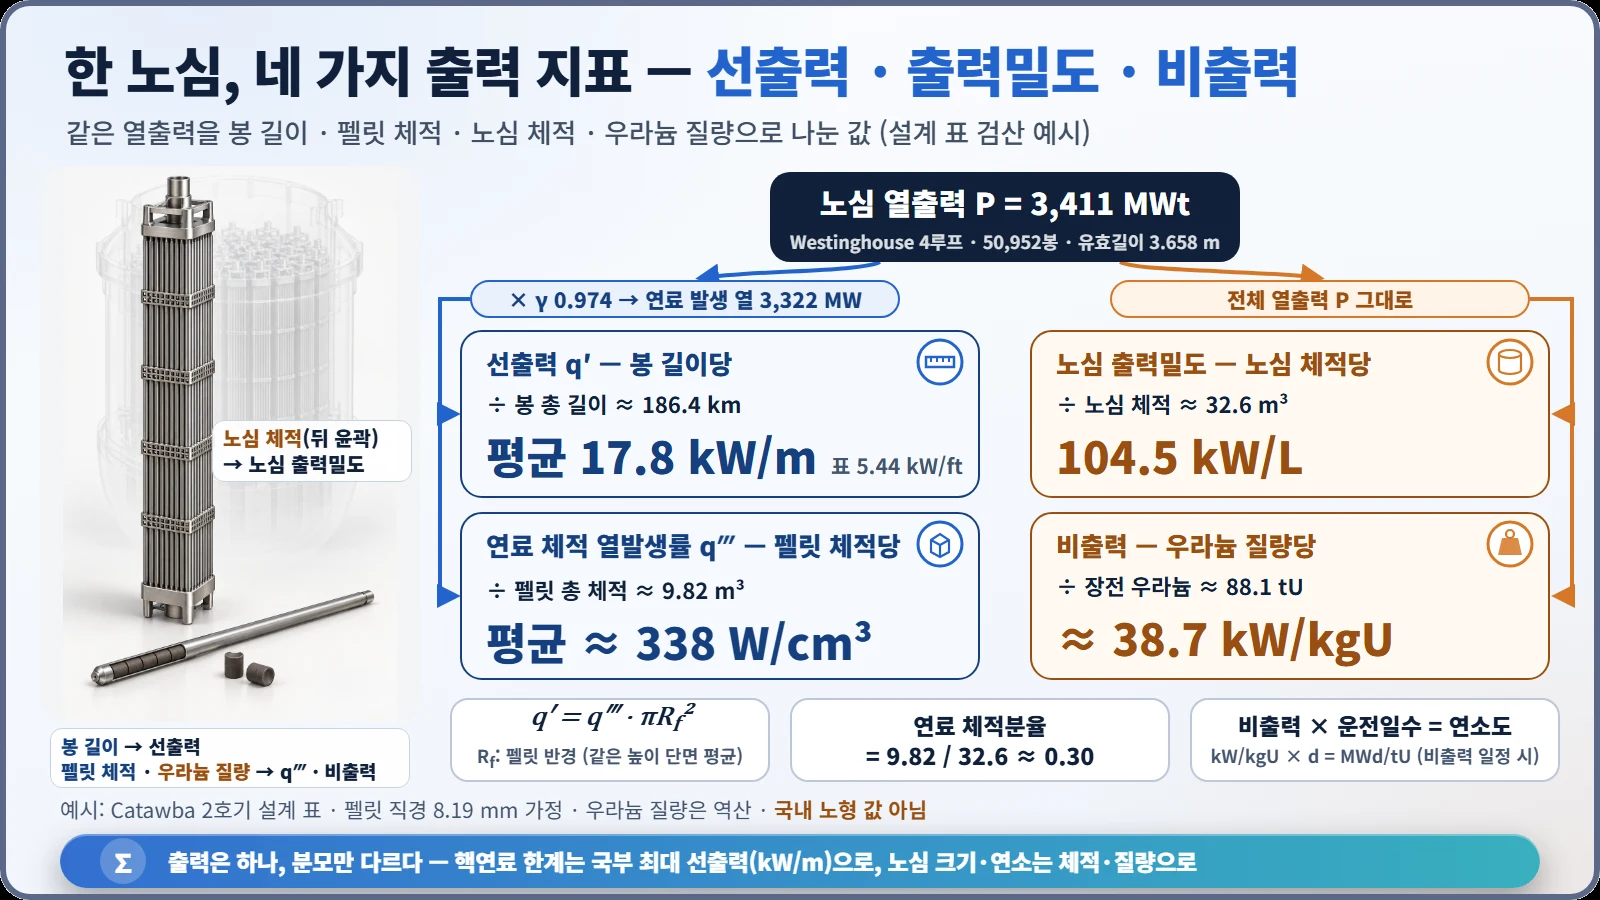 한 노심, 네 가지 출력 지표 — 선출력 · 출력밀도 · 비출력
같은 열출력을 봉 길이 · 펠릿 체적 · 노심 체적 · 우라늄 질량으로 나눈 값 (설계 표 검산 예시)
노심 열출력 P = 3,411 MWt
Westinghouse 4루프 · 50,952봉 · 유효길이 3.658 m
× γ 0.974 → 연료 발생 열 3,322 MW
전체 열출력 P 그대로
선출력 q′ — 봉 길이당
÷ 봉 총 길이 ≈ 186.4 km
평균 17.8 kW/m 표 5.44 kW/ft
노심 출력밀도 — 노심 체적당
÷ 노심 체적 ≈ 32.6 m³
104.5 kW/L
노심 체적(뒤 윤곽)
→ 노심 출력밀도
연료 체적 열발생률 q‴ — 펠릿 체적당
÷ 펠릿 총 체적 ≈ 9.82 m³
평균 ≈ 338 W/cm³
비출력 — 우라늄 질량당
÷ 장전 우라늄 ≈ 88.1 tU
≈ 38.7 kW/kgU
봉 길이 → 선출력
펠릿 체적 · 우라늄 질량 → q‴ · 비출력
q′ = q‴ · πR_f²
R_f: 펠릿 반경 (같은 높이 단면 평균)
연료 체적분율
= 9.82 / 32.6 ≈ 0.30
비출력 × 운전일수 = 연소도
kW/kgU × d = MWd/tU (비출력 일정 시)
예시: Catawba 2호기 설계 표 · 펠릿 직경 8.19 mm 가정 · 우라늄 질량은 역산 · 국내 노형 값 아님
Σ 출력은 하나, 분모만 다르다 — 핵연료 한계는 국부 최대 선출력(kW/m)으로, 노심 크기·연소는 체적·질량으로